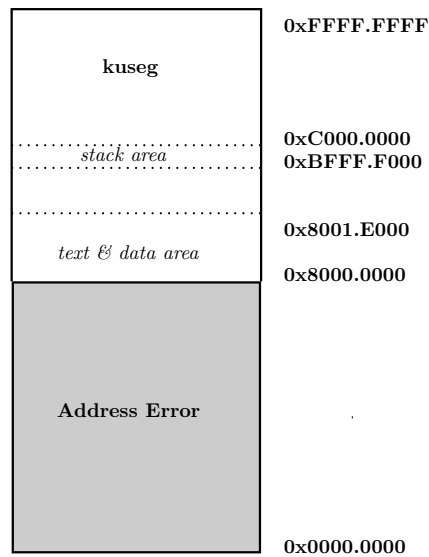 0xFFFF.FFFF
kuseg
0xC000.0000
stack area
0xBFFF.F000
0x8001.E000
text & data area
0x8000.0000
Address Error
0x0000.0000